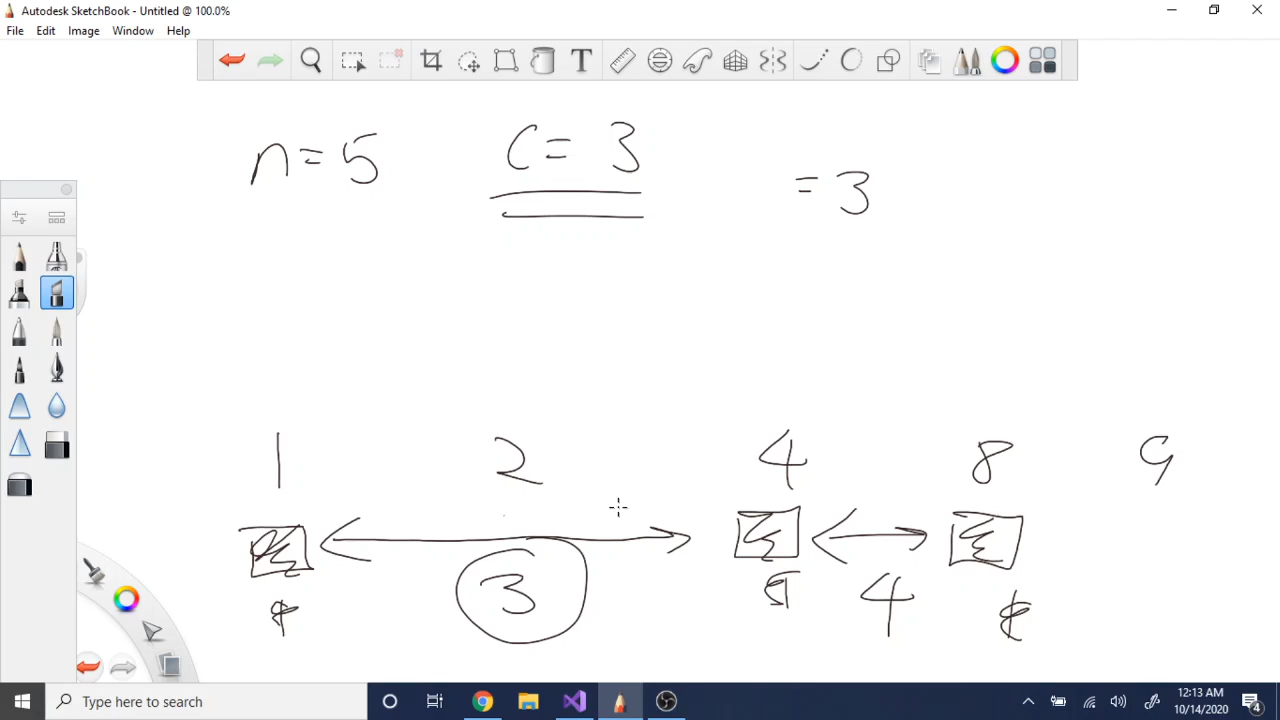 Autodesk SketchBook - Untitled @ 100.0%
File Edit Image Window Help
n = 5 C = 3
= 3
1 2 4 8 9
3 4
Type here to search
12:13 AM
10/14/2020
4